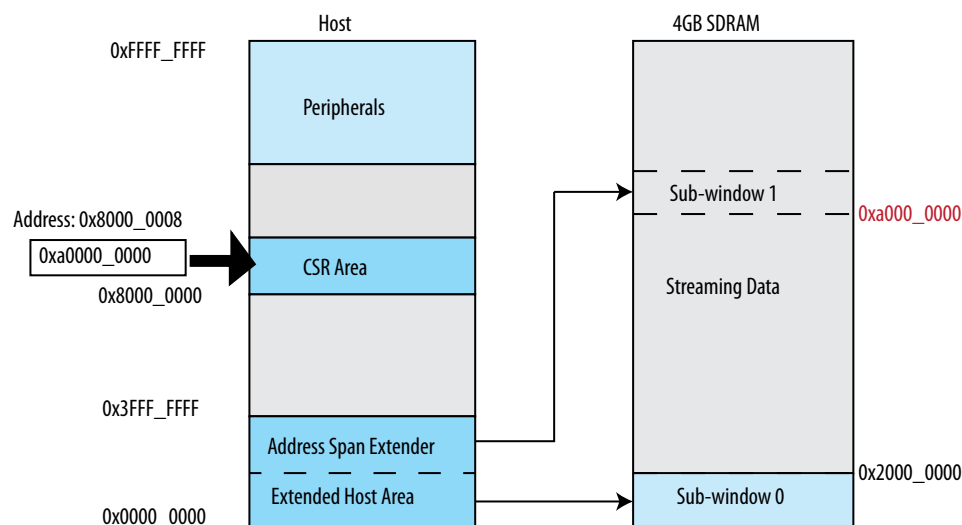 Host
4GB SDRAM
0xFFFF_FFFF
Peripherals
Sub-window 1
Address: 0x8000_0008
0xa000_0000
0xa0000_0000
CSR Area
0x8000_0000
Streaming Data
0x3FFF_FFFF
Address Span Extender
0x2000_0000
Extended Host Area
Sub-window 0
0x0000_0000